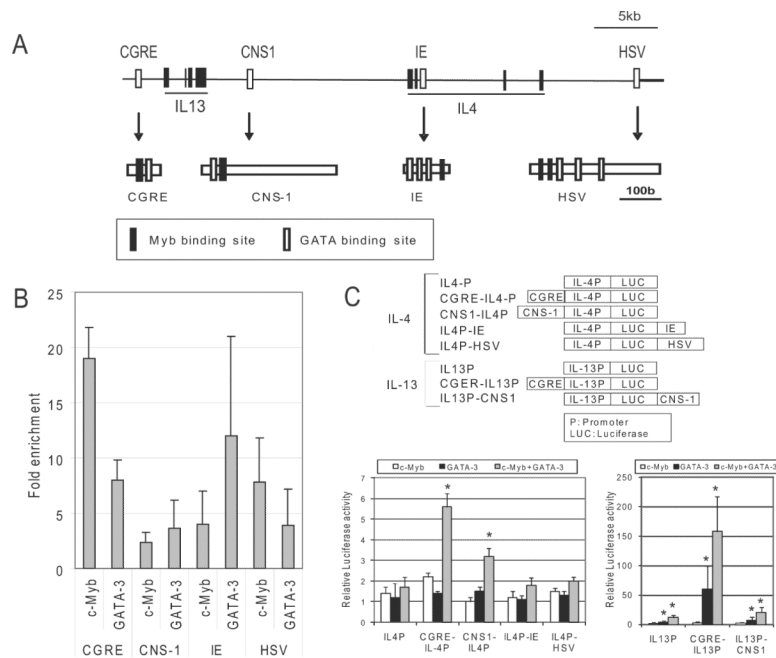 A
5kb
CGRE CNS1 IE HSV
IL13 IL4
CGRE CNS-1 IE HSV
100b
Myb binding site GATA binding site
B
Fold enrichment
25
20
15
10
5
0
c-Myb GATA-3 c-Myb GATA-3 c-Myb GATA-3 c-Myb GATA-3
CGRE CNS-1 IE HSV
C
IL-4
IL4-P IL-4P LUC
CGRE-IL4-P CGRE IL-4P LUC
CNS1-IL4P CNS-1 IL-4P LUC
IL4P-IE IL-4P LUC IE
IL4P-HSV IL-4P LUC HSV
IL-13
IL13P IL-13P LUC
CGER-IL13P CGRE IL-13P LUC
IL13P-CNS1 IL-13P LUC CNS-1
P: Promoter
LUC:Luciferase
c-Myb GATA-3 c-Myb+GATA-3
Relative Luciferase activity
7
6
5
4
3
2
1
0
* *
IL4P CGRE-IL-4P CNS1-IL4P IL4P-IE IL4P-HSV
c-Myb GATA-3 c-Myb+GATA-3
Relative Luciferase activity
250
200
150
100
50
0
* * * * * *
IL13P CGRE-IL13P IL13P-CNS1